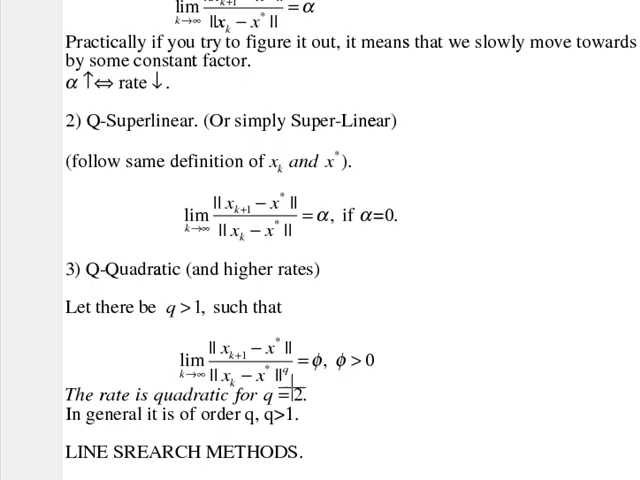 lim ‖x_{k+1} − x*‖ / ‖x_k − x*‖ = α
k→∞
Practically if you try to figure it out, it means that we slowly move towards
by some constant factor.
α ↑⇔ rate ↓.
2) Q-Superlinear. (Or simply Super-Linear)
(follow same definition of x_k and x*).
lim ‖ x_{k+1} − x* ‖ / ‖ x_k − x* ‖ = α, if α=0.
k→∞
3) Q-Quadratic (and higher rates)
Let there be q > 1, such that
lim ‖ x_{k+1} − x* ‖ / ‖ x_k − x* ‖^q = ϕ, ϕ > 0
k→∞
The rate is quadratic for q = 2.
In general it is of order q, q>1.
LINE SREARCH METHODS.